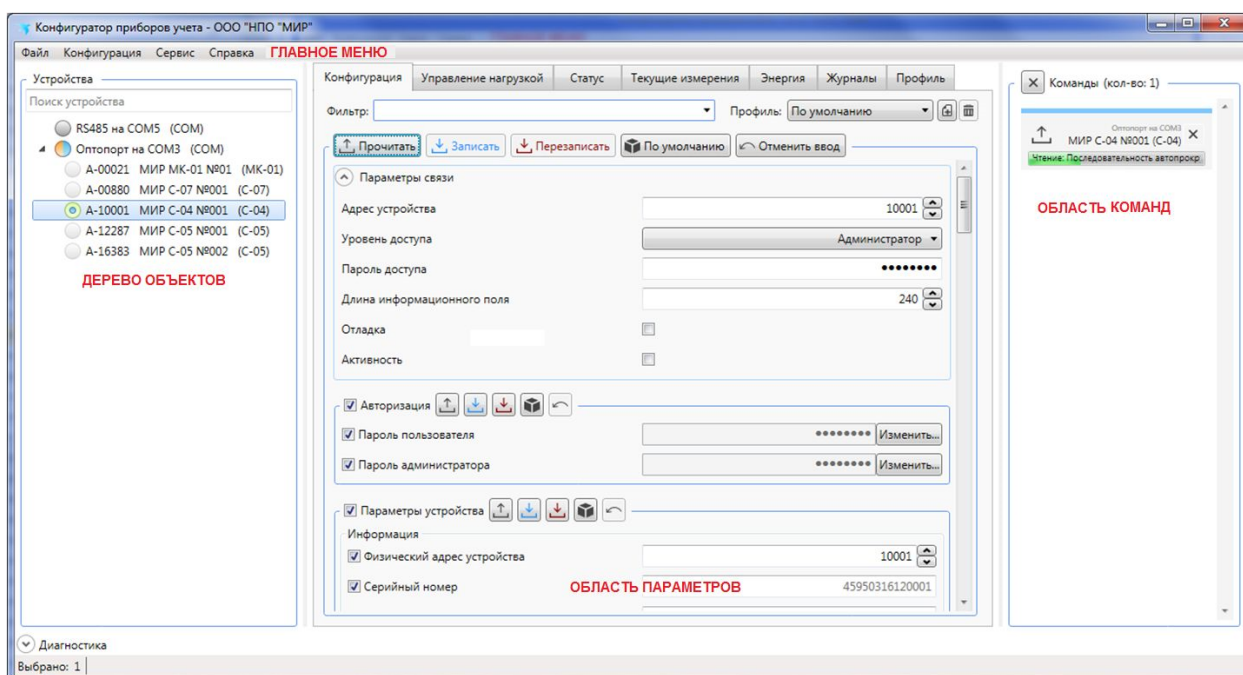 Конфигуратор приборов учета - ООО "НПО "МИР"
Файл Конфигурация Сервис Справка ГЛАВНОЕ МЕНЮ
Устройства
Поиск устройства
RS485 на COM5 (COM)
Оптопорт на COM3 (COM)
A-00021 МИР МК-01 №01 (МК-01)
A-00880 МИР С-07 №001 (С-07)
A-10001 МИР С-04 №001 (С-04)
A-12287 МИР С-05 №001 (С-05)
A-16383 МИР С-05 №002 (С-05)
ДЕРЕВО ОБЪЕКТОВ
Конфигурация Управление нагрузкой Статус Текущие измерения Энергия Журналы Профиль
Фильтр: Профиль: По умолчанию
Прочитать Записать Перезаписать По умолчанию Отменить ввод
Параметры связи
Адрес устройства 10001
Уровень доступа Администратор
Пароль доступа ●●●●●●●●
Длина информационного поля 240
Отладка
Активность
Авторизация
Пароль пользователя ●●●●●●●● Изменить...
Пароль администратора ●●●●●●●● Изменить...
Параметры устройства
Информация
Физический адрес устройства 10001
Серийный номер 45950316120001
ОБЛАСТЬ ПАРАМЕТРОВ
Команды (кол-во: 1)
Оптопорт на COM3
МИР С-04 №001 (С-04)
Чтение: Последовательность автопрокр
ОБЛАСТЬ КОМАНД
Диагностика
Выбрано: 1